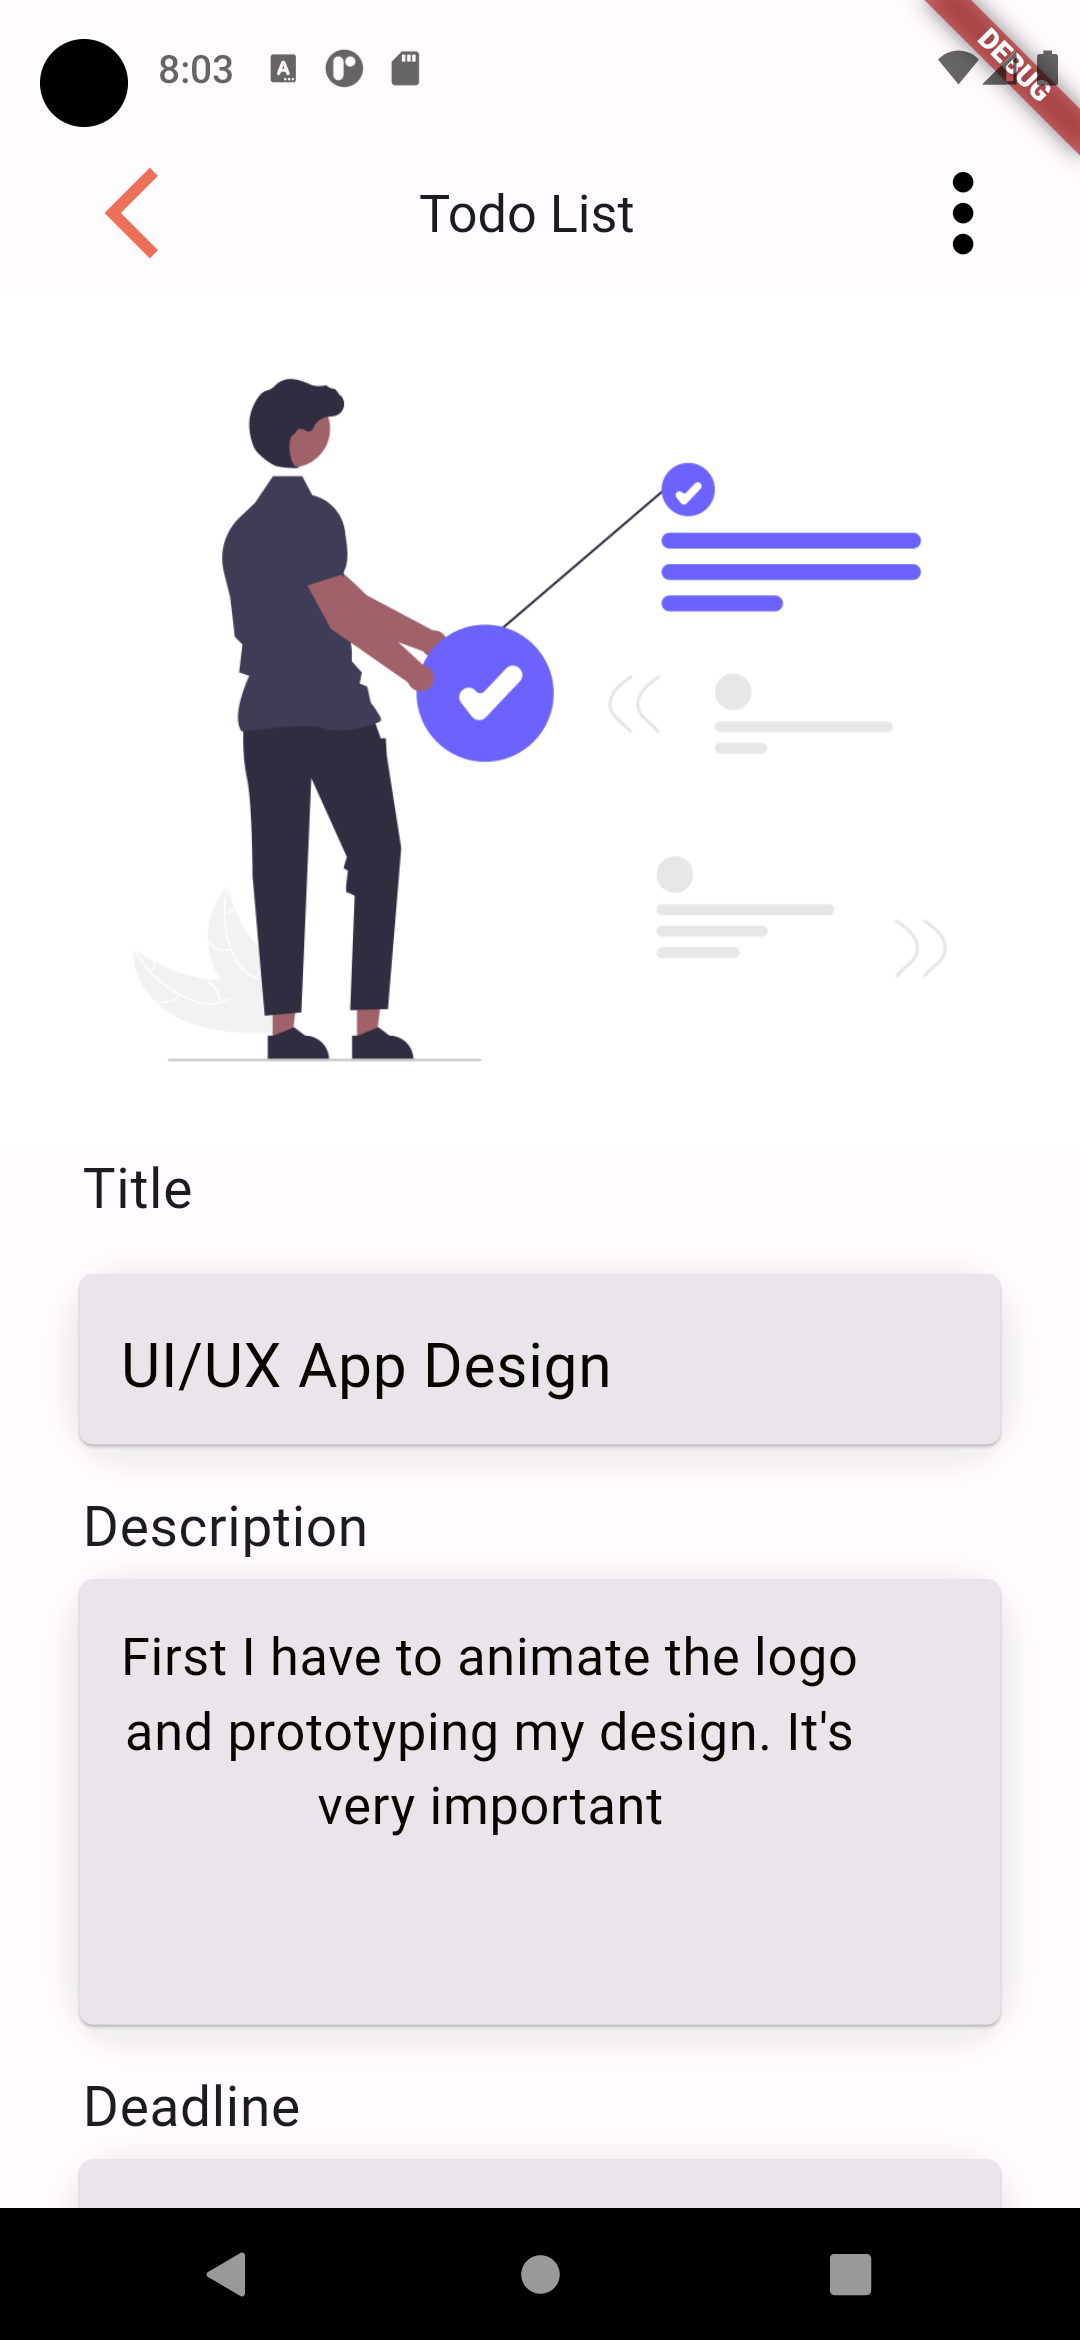 8:03
DEBUG
Todo List
Title
UI/UX App Design
Description
First I have to animate the logo
and prototyping my design. It's
very important
Deadline